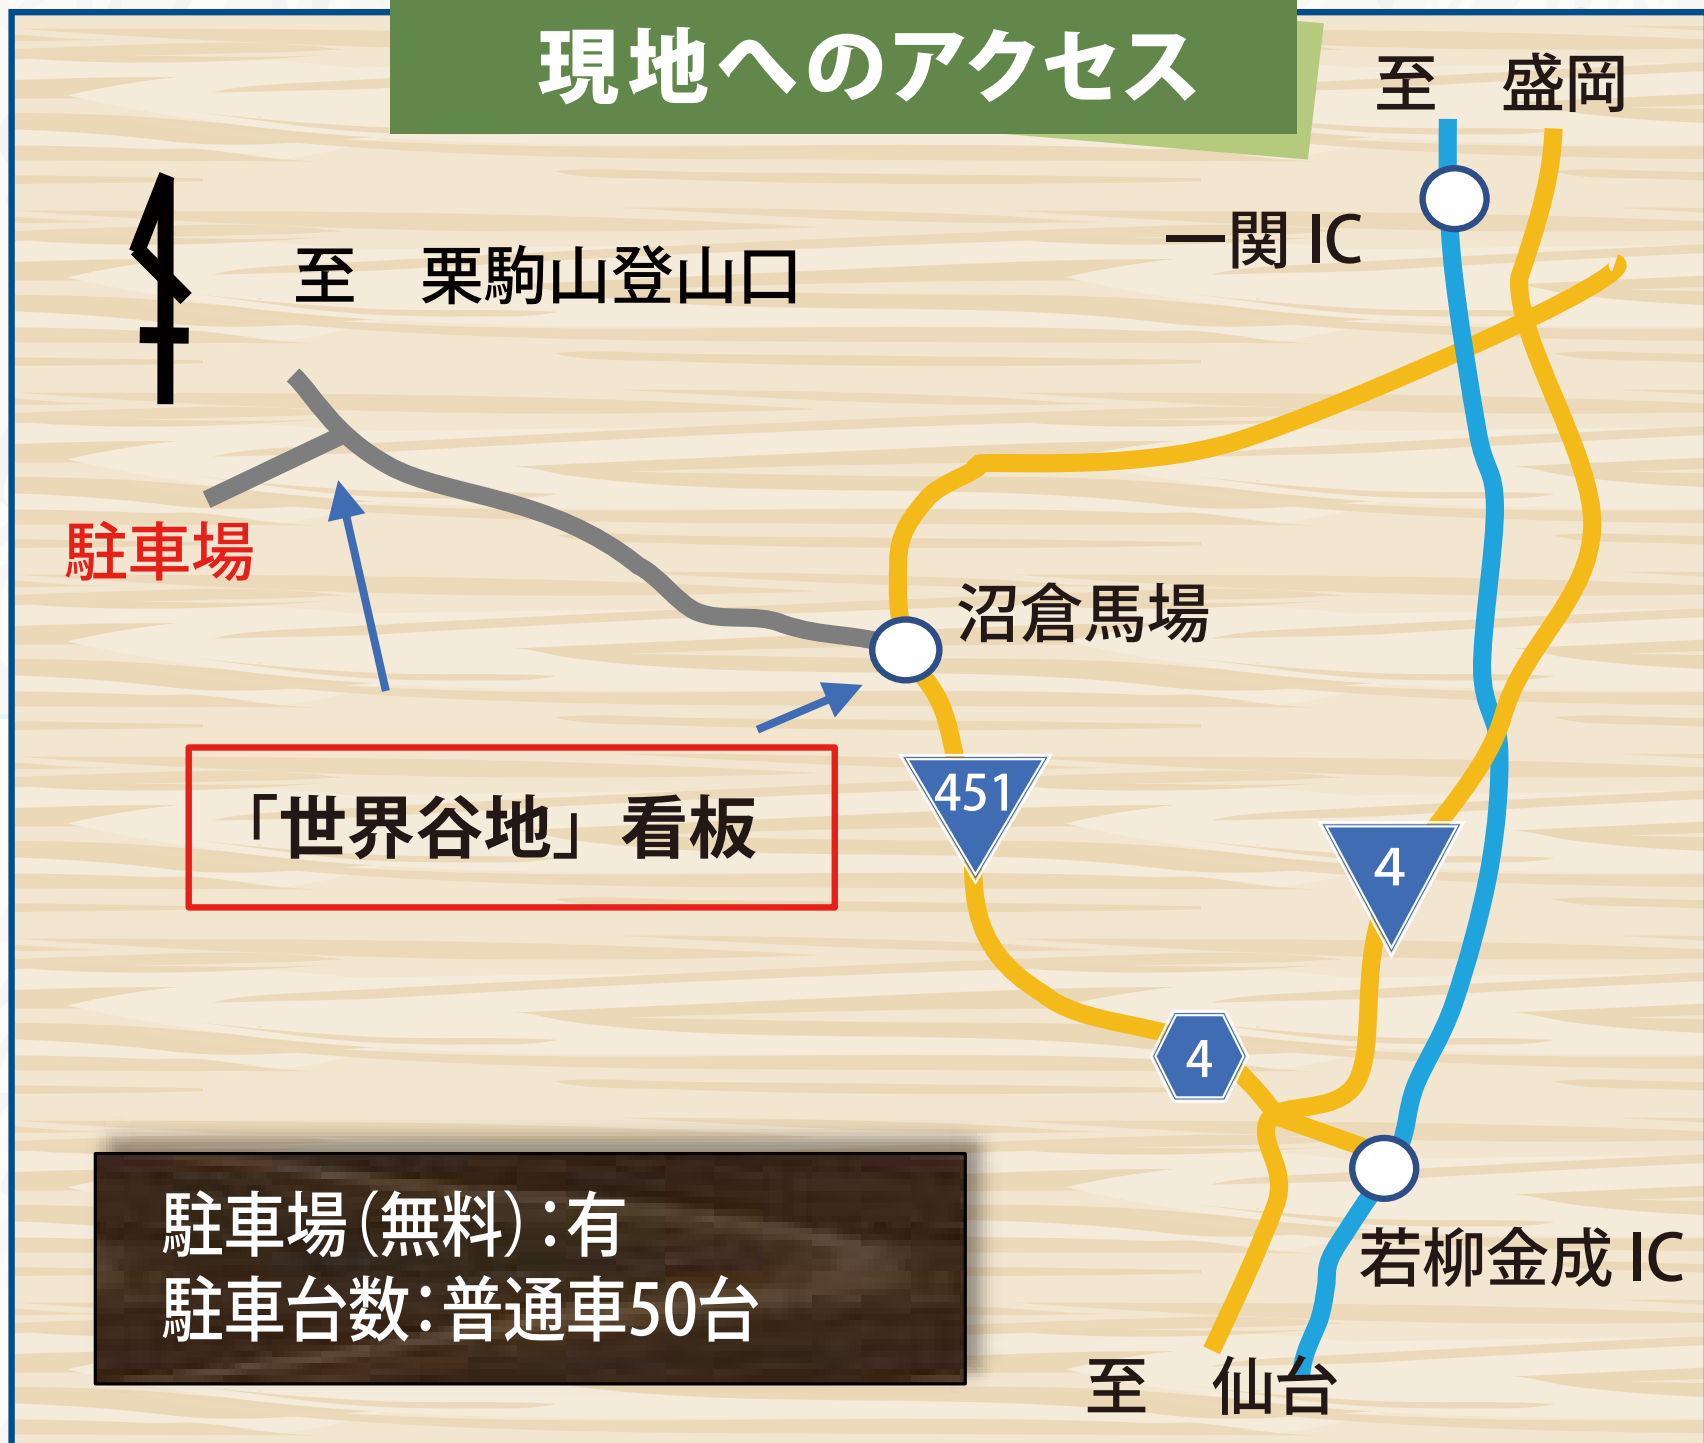 現地へのアクセス
至　盛岡
一関 IC
至　栗駒山登山口
駐車場
沼倉馬場
451
「世界谷地」看板
4
4
駐車場(無料):有
駐車台数:普通車50台
若柳金成 IC
至　仙台